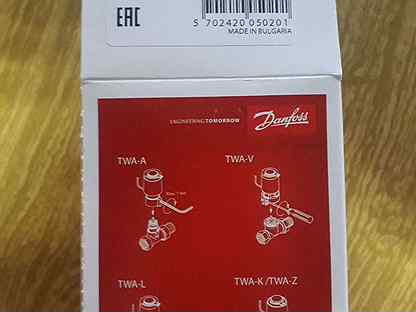 EAC
5 702420 050201
MADE IN BULGARIA
ENGINEERING TOMORROW
Danfoss
TWA-A
TWA-V
TWA-L
TWA-K / TWA-Z